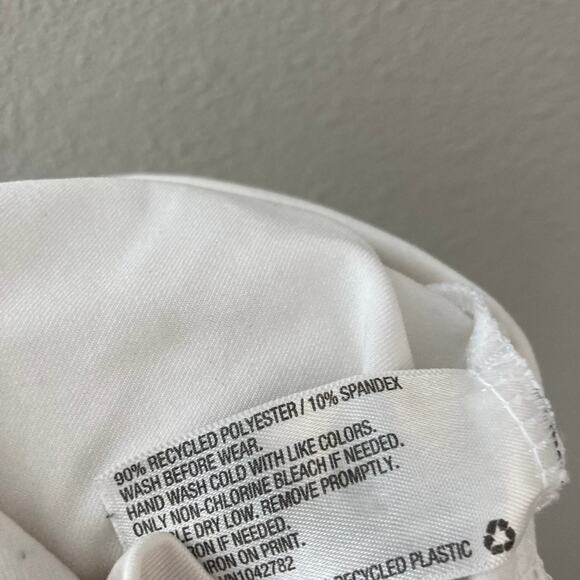 90% RECYCLED POLYESTER / 10% SPANDEX
WASH BEFORE WEAR.
HAND WASH COLD WITH LIKE COLORS.
ONLY NON-CHLORINE BLEACH IF NEEDED.
DRY LOW. REMOVE PROMPTLY.
IF NEEDED.
IRON ON PRINT.
1042782
RECYCLED PLASTIC